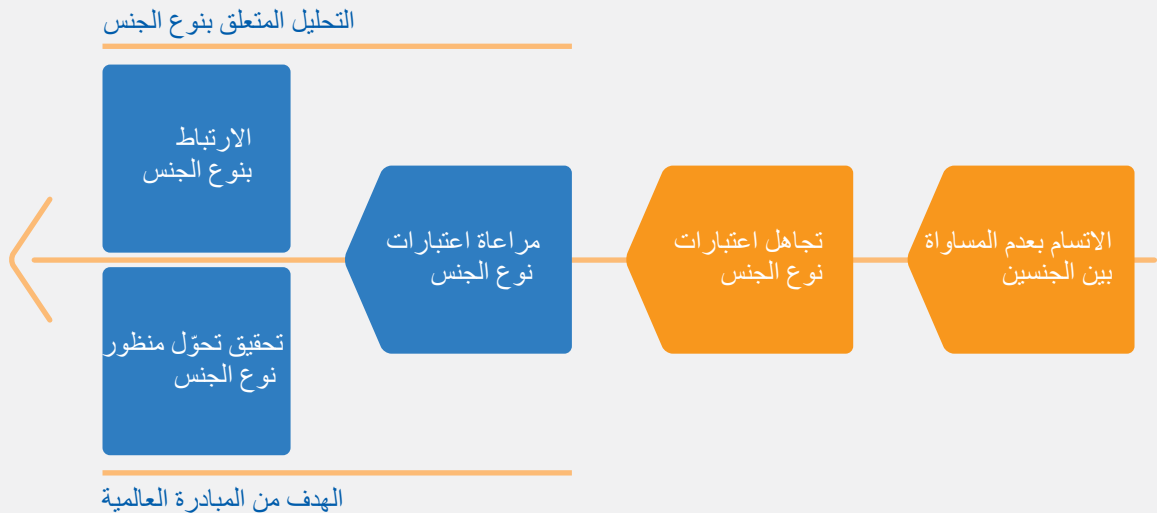 التحليل المتعلق بنوع الجنس
الاتسام بعدم المساواة
بين الجنسين
تجاهل اعتبارات
نوع الجنس
مراعاة اعتبارات
نوع الجنس
الارتباط
بنوع الجنس
تحقيق تحوّل منظور
نوع الجنس
الهدف من المبادرة العالمية